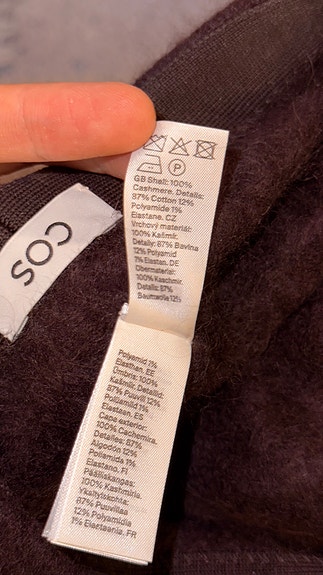 P
GB Shell: 100%
Cashmere. Details:
87% Cotton 12%
Polyamide 1%
Elastane. CZ
Vrchový materiál:
100% Kašmír.
Detaily: 87% Bavlna
12% Polyamid
1% Elastan. DE
Obermaterial:
100% Kaschmir.
Details: 87%
Baumwolle 12%
Polyamid 1%
Elasthan. EE
Ümbris: 100%
Kašmiir. Detailid:
87% Puuvill 12%
Polüamiid 1%
Elastaan. ES
Capa exterior:
100% Cachemira.
Detalles: 87%
Algodón 12%
Poliamida 1%
Elastano. FI
Päällikangas:
100% Kashmiria.
Yksityiskohta:
87% Puuvillaa
12% Polyamidia
1% Elastaania. FR
COS